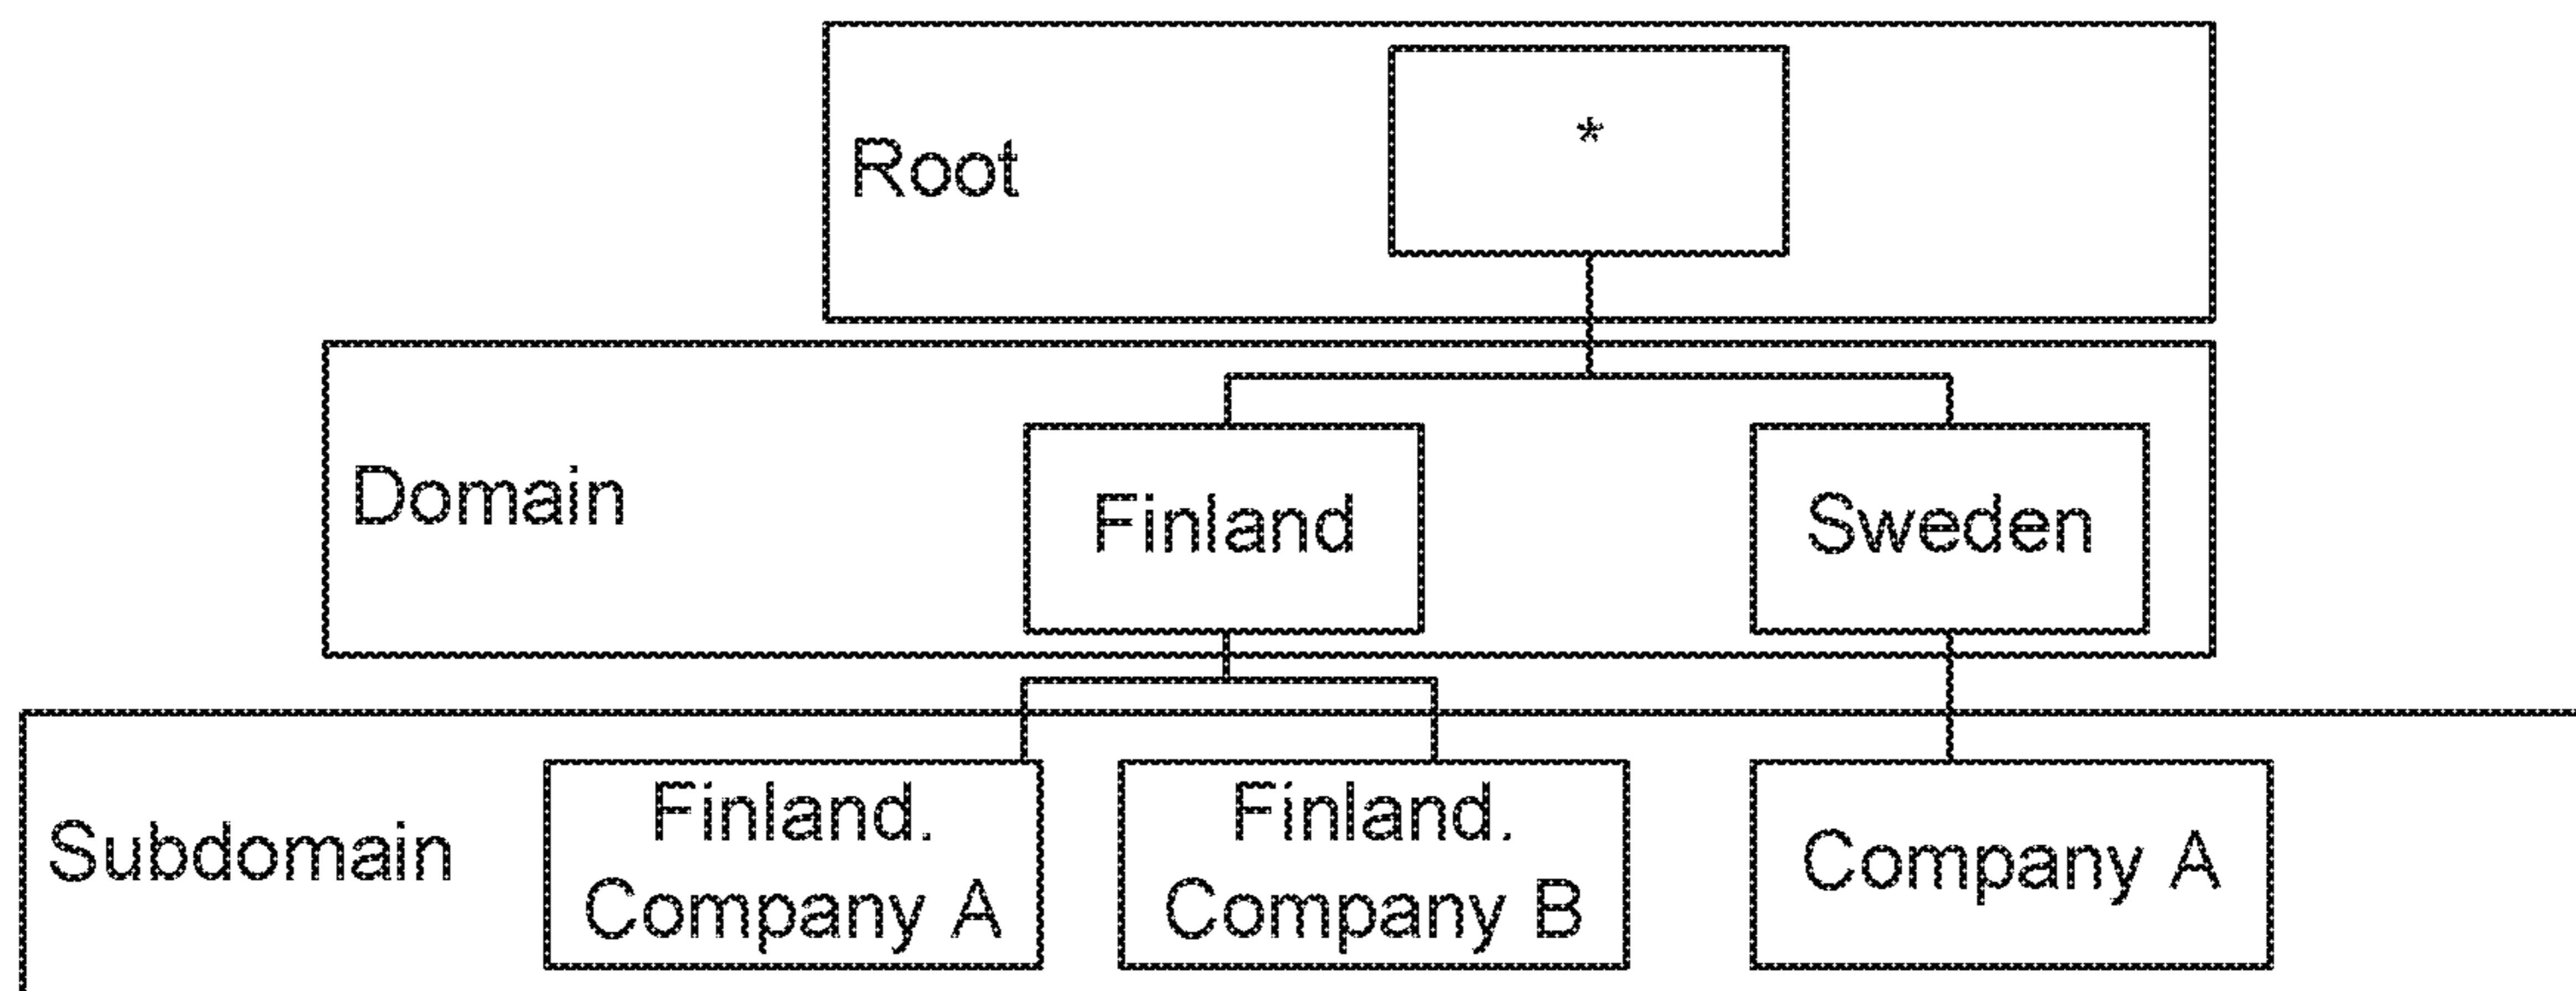 *
Root
Domain
Finland
Sweden
Subdomain
Finland.
Company A
Finland.
Company B
Company A